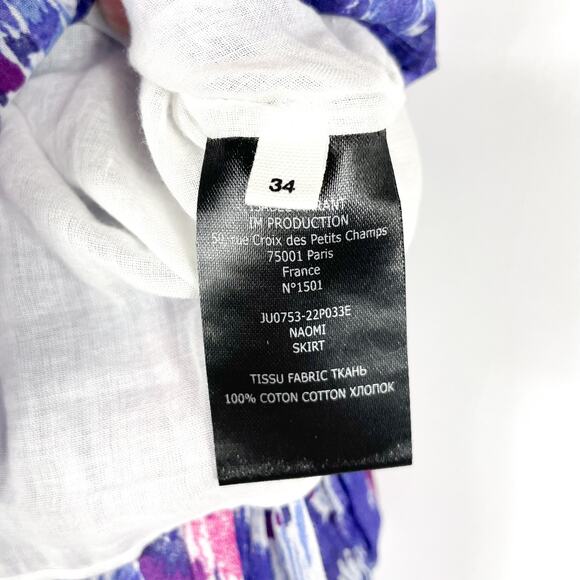 34
IM PRODUCTION
50, rue Croix des Petits Champs
75001 Paris
France
N°1501
JU0753-22P033E
NAOMI
SKIRT
TISSU FABRIC ТКАНЬ
100% COTON COTTON ХЛОПОК